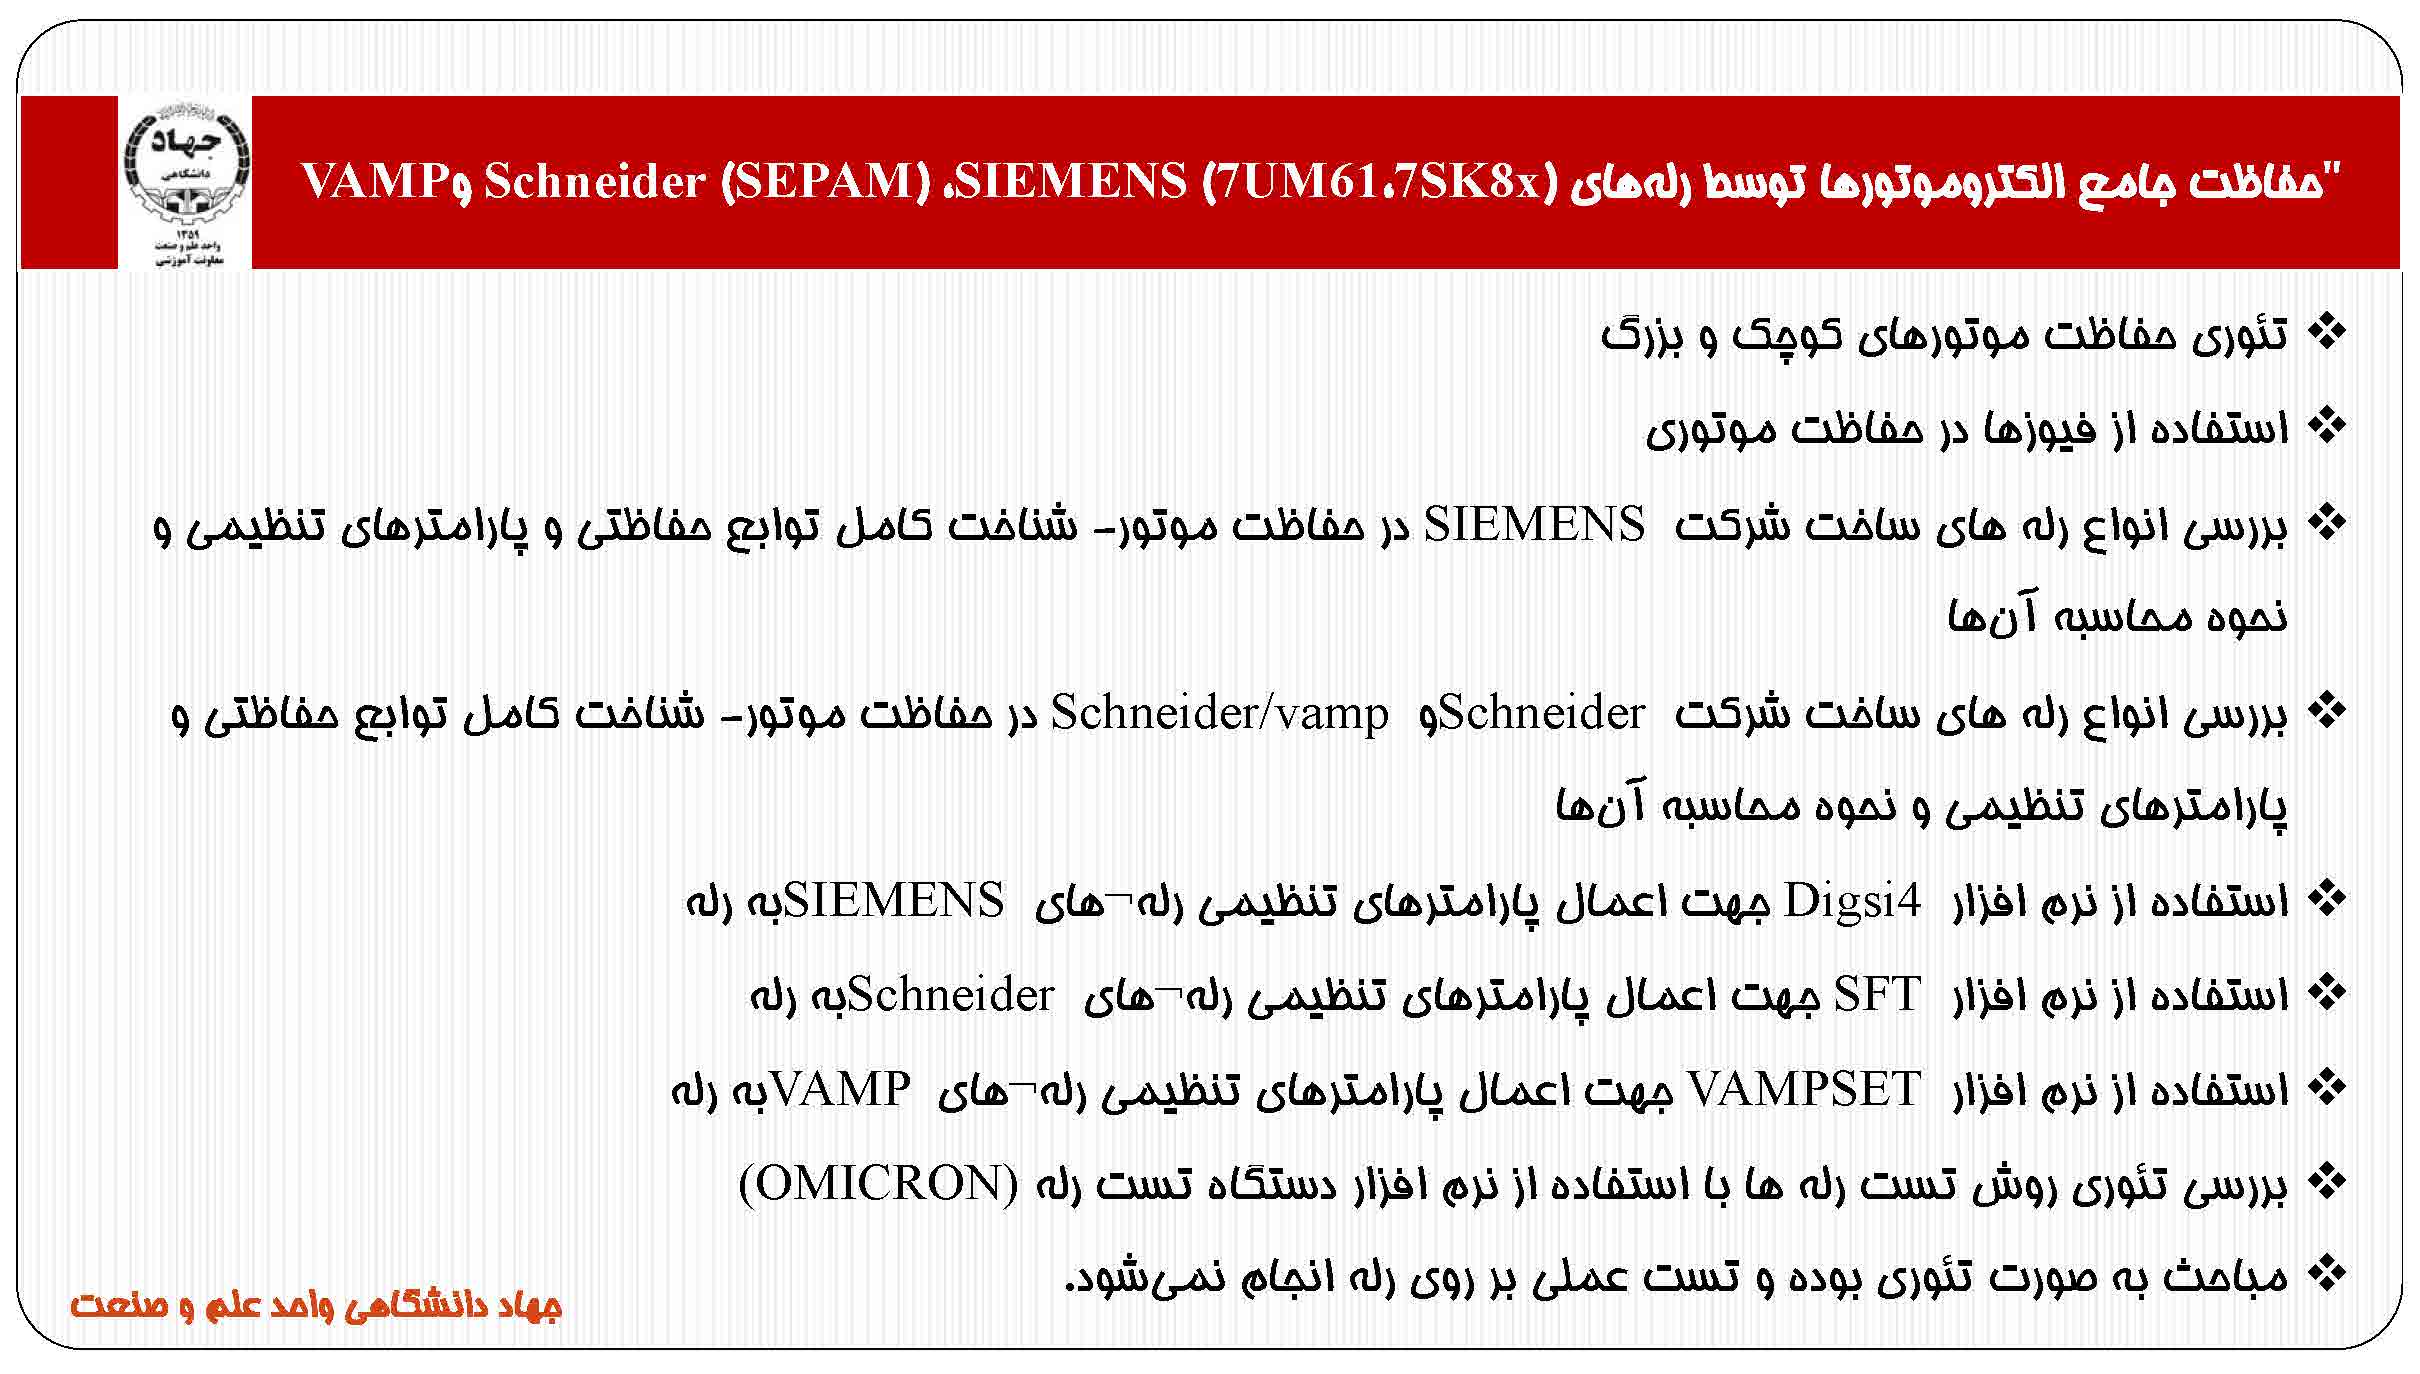 "حفاظت جامع الکتروموتورها توسط رله‌های SIEMENS (7UM61،7SK8x)، Schneider (SEPAM) وVAMP
جهاد
دانشگاهی
۱۳۵۹
واحد علم و صنعت
معاونت آموزشی
❖ تئوری حفاظت موتورهای کوچک و بزرگ
❖ استفاده از فیوزها در حفاظت موتوری
❖ بررسی انواع رله های ساخت شرکت SIEMENS در حفاظت موتور- شناخت کامل توابع حفاظتی و پارامترهای تنظیمی و
نحوه محاسبه آن‌ها
❖ بررسی انواع رله های ساخت شرکت Schneiderو Schneider/vamp در حفاظت موتور- شناخت کامل توابع حفاظتی و
پارامترهای تنظیمی و نحوه محاسبه آن‌ها
❖ استفاده از نرم افزار Digsi4 جهت اعمال پارامترهای تنظیمی رله¬های SIEMENSبه رله
❖ استفاده از نرم افزار SFT جهت اعمال پارامترهای تنظیمی رله¬های Schneiderبه رله
❖ استفاده از نرم افزار VAMPSET جهت اعمال پارامترهای تنظیمی رله¬های VAMPبه رله
❖ بررسی تئوری روش تست رله ها با استفاده از نرم افزار دستگاه تست رله (OMICRON)
❖ مباحث به صورت تئوری بوده و تست عملی بر روی رله انجام نمی‌شود.
جهاد دانشگاهی واحد علم و صنعت